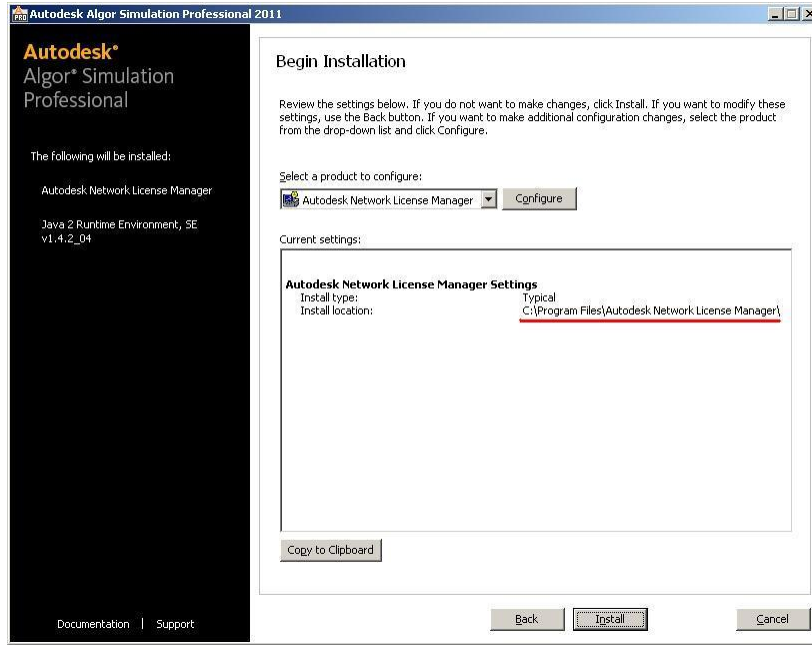 Autodesk Algor Simulation Professional 2011
Autodesk®
Algor® Simulation
Professional
The following will be installed:
Autodesk Network License Manager
Java 2 Runtime Environment, SE
v1.4.2_04
Documentation | Support
Begin Installation
Review the settings below. If you do not want to make changes, click Install. If you want to modify these
settings, use the Back button. If you want to make additional configuration changes, select the product
from the drop-down list and click Configure.
Select a product to configure:
Autodesk Network License Manager
Configure
Current settings:
Autodesk Network License Manager Settings
Install type: Typical
Install location: C:\Program Files\Autodesk Network License Manager\
Copy to Clipboard
Back Install Cancel